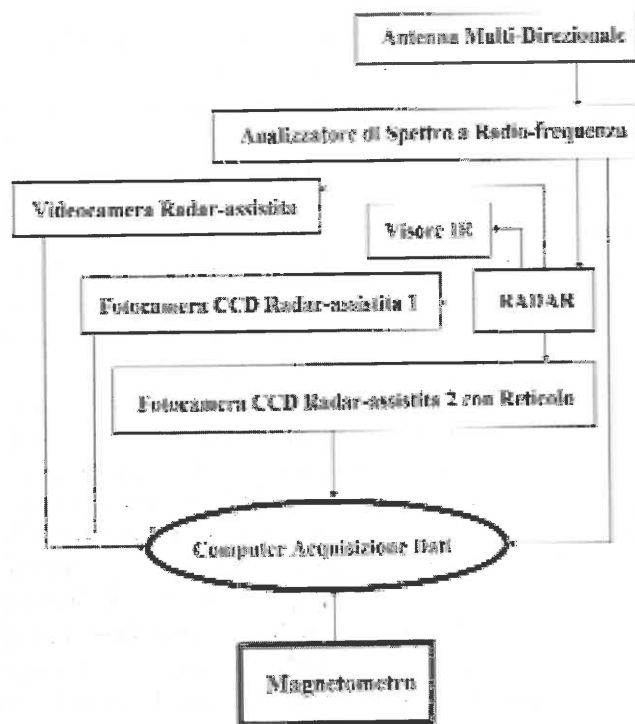 Antenna Multi-Direzionale
Analizzatore di Spettro a Radio-frequenza
Videocamera Radar-assistita
Visore IR
Fotocamera CCD Radar-assistita 1
RADAR
Fotocamera CCD Radar-assistita 2 con Reticolo
Computer Acquisizione Dati
Magnetometro